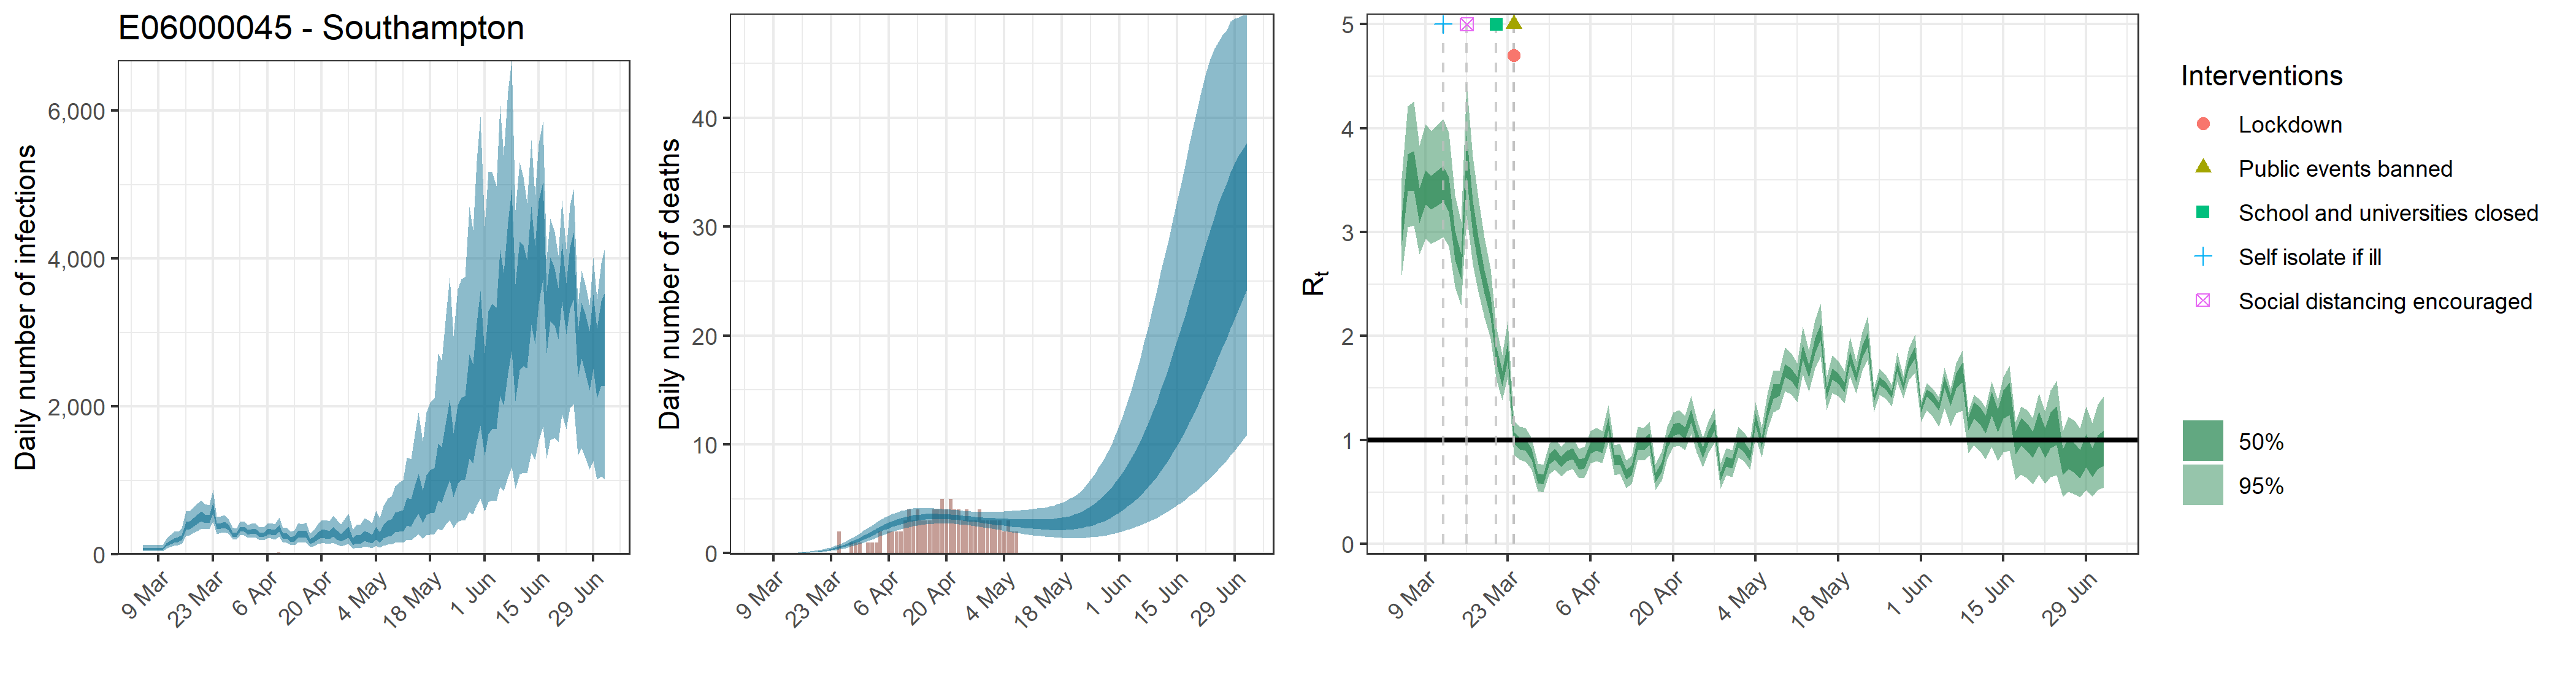 E06000045 - Southampton
Daily number of infections
6,000
4,000
2,000
0
9 Mar
23 Mar
6 Apr
20 Apr
4 May
18 May
1 Jun
15 Jun
29 Jun
Daily number of deaths
40
30
20
10
0
9 Mar
23 Mar
6 Apr
20 Apr
4 May
18 May
1 Jun
15 Jun
29 Jun
Rt
5
4
3
2
1
0
9 Mar
23 Mar
6 Apr
20 Apr
4 May
18 May
1 Jun
15 Jun
29 Jun
Interventions
Lockdown
Public events banned
School and universities closed
Self isolate if ill
Social distancing encouraged
50%
95%